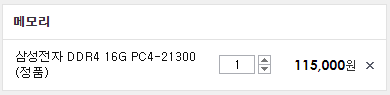 메모리
삼성전자 DDR4 16G PC4-21300
(정품)
1
115,000원 ×